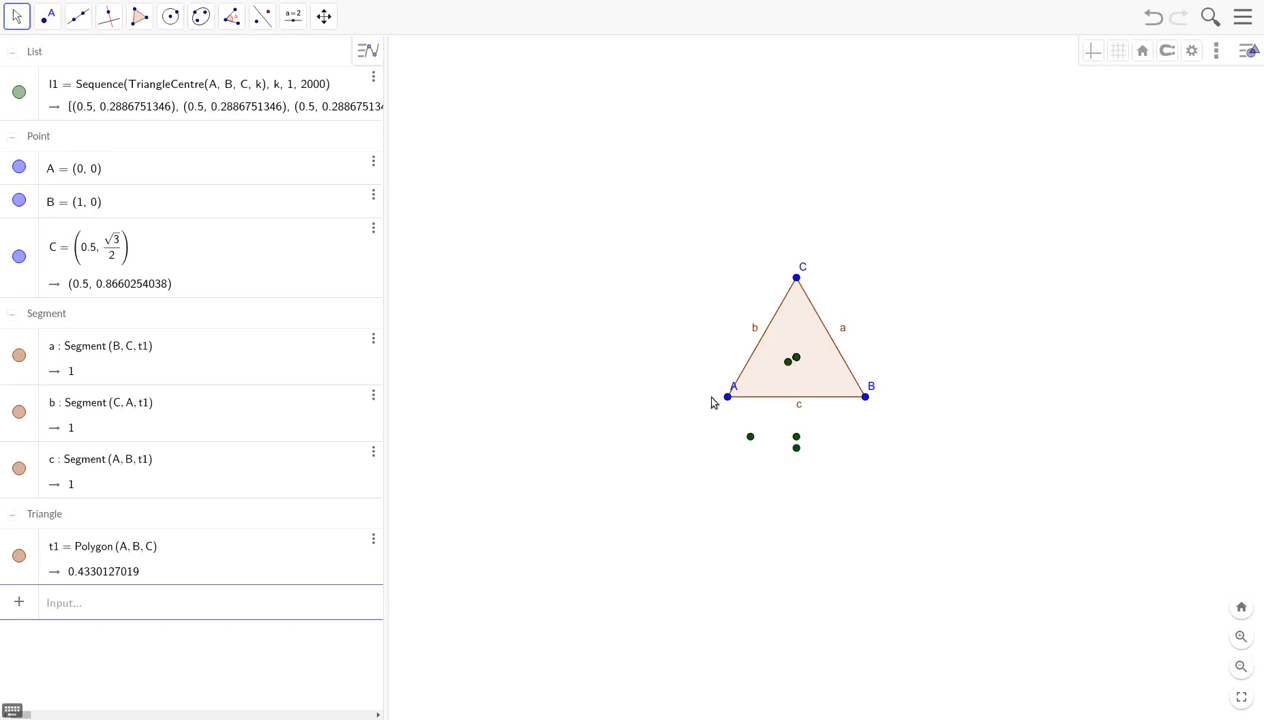 A
a=2
List
l1 = Sequence(TriangleCentre(A, B, C, k), k, 1, 2000)
→ {(0.5, 0.2886751346), (0.5, 0.2886751346), (0.5, 0.28867513
Point
A = (0, 0)
B = (1, 0)
C = (0.5, √3/2)
→ (0.5, 0.8660254038)
Segment
a : Segment(B, C, t1)
→ 1
b : Segment(C, A, t1)
→ 1
c : Segment(A, B, t1)
→ 1
Triangle
t1 = Polygon(A, B, C)
→ 0.4330127019
+ Input...
C
b a
A B
c